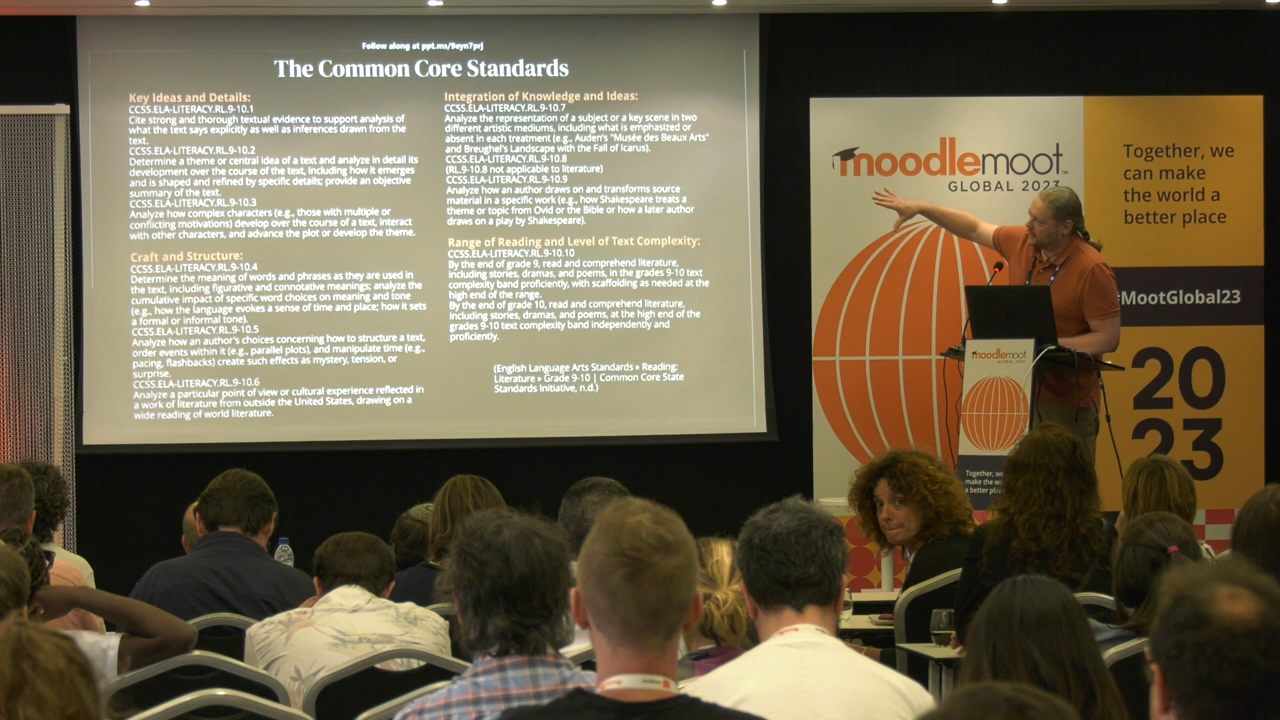 Follow along at ppt.ms/9eyn7prj
The Common Core Standards
Key Ideas and Details:
CCSS.ELA-LITERACY.RL.9-10.1
Cite strong and thorough textual evidence to support analysis of
what the text says explicitly as well as inferences drawn from the
text.
CCSS.ELA-LITERACY.RL.9-10.2
Determine a theme or central idea of a text and analyze in detail its
development over the course of the text, including how it emerges
and is shaped and refined by specific details; provide an objective
summary of the text.
CCSS.ELA-LITERACY.RL.9-10.3
Analyze how complex characters (e.g., those with multiple or
conflicting motivations) develop over the course of a text, interact
with other characters, and advance the plot or develop the theme.
Craft and Structure:
CCSS.ELA-LITERACY.RL.9-10.4
Determine the meaning of words and phrases as they are used in
the text, including figurative and connotative meanings; analyze the
cumulative impact of specific word choices on meaning and tone
(e.g., how the language evokes a sense of time and place; how it sets
a formal or informal tone).
CCSS.ELA-LITERACY.RL.9-10.5
Analyze how an author's choices concerning how to structure a text,
order events within it (e.g., parallel plots), and manipulate time (e.g.,
pacing, flashbacks) create such effects as mystery, tension, or
surprise.
CCSS.ELA-LITERACY.RL.9-10.6
Analyze a particular point of view or cultural experience reflected in
a work of literature from outside the United States, drawing on a
wide reading of world literature.
Integration of Knowledge and Ideas:
CCSS.ELA-LITERACY.RL.9-10.7
Analyze the representation of a subject or a key scene in two
different artistic mediums, including what is emphasized or
absent in each treatment (e.g., Auden's "Musée des Beaux Arts"
and Breughel's Landscape with the Fall of Icarus).
CCSS.ELA-LITERACY.RL.9-10.8
(RL.9-10.8 not applicable to literature)
CCSS.ELA-LITERACY.RL.9-10.9
Analyze how an author draws on and transforms source
material in a specific work (e.g., how Shakespeare treats a
theme or topic from Ovid or the Bible or how a later author
draws on a play by Shakespeare).
Range of Reading and Level of Text Complexity:
CCSS.ELA-LITERACY.RL.9-10.10
By the end of grade 9, read and comprehend literature,
including stories, dramas, and poems, in the grades 9-10 text
complexity band proficiently, with scaffolding as needed at the
high end of the range.
By the end of grade 10, read and comprehend literature,
including stories, dramas, and poems, at the high end of the
grades 9-10 text complexity band independently and
proficiently.
(English Language Arts Standards » Reading:
Literature » Grade 9-10 | Common Core State
Standards Initiative, n.d.)
moodlemoot™
GLOBAL 2023
Together, we
can make
the world a
better place
#MootGlobal23
20
23
moodlemoot
Together, we
make the wo
a better place